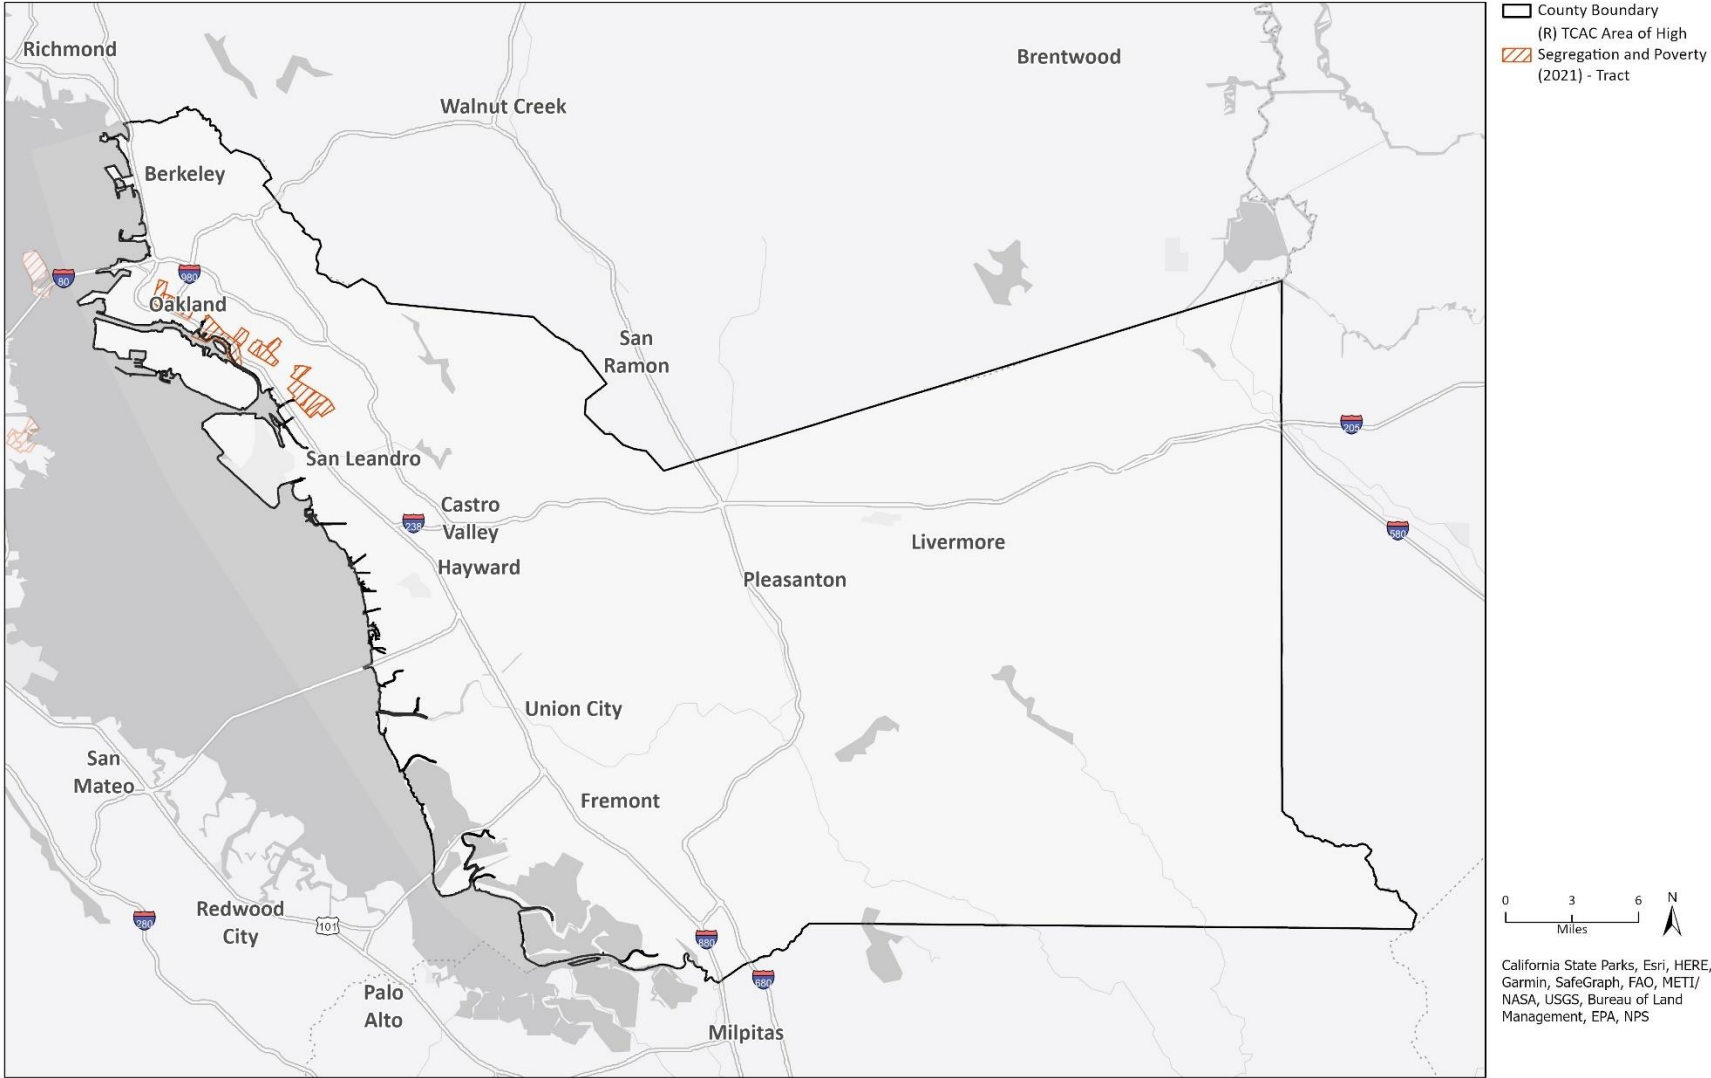 Richmond
Brentwood
Walnut Creek
Berkeley
80
980
Oakland
San
Ramon
205
San Leandro
Castro
Valley
238
Hayward
Livermore
580
Pleasanton
Union City
San
Mateo
Fremont
Redwood
City
280
101
880
680
Palo
Alto
Milpitas
County Boundary
(R) TCAC Area of High
Segregation and Poverty
(2021) - Tract
0 3 6
Miles
N
California State Parks, Esri, HERE,
Garmin, SafeGraph, FAO, METI/
NASA, USGS, Bureau of Land
Management, EPA, NPS